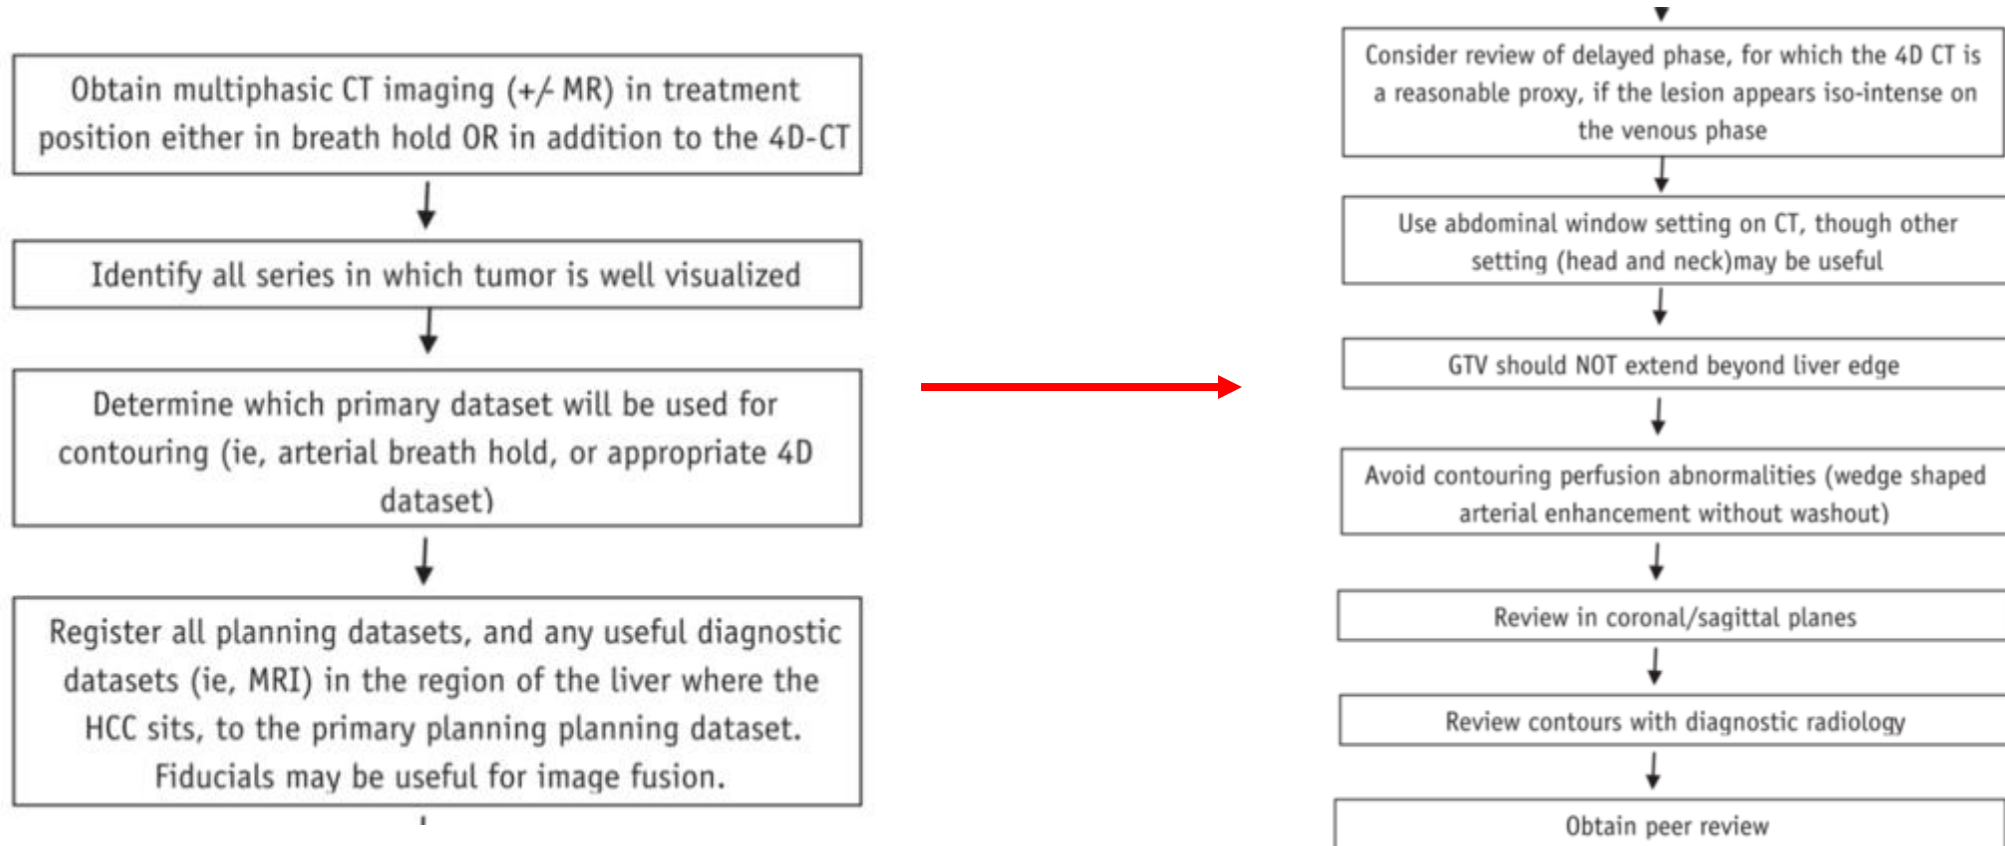 Obtain multiphasic CT imaging (+/- MR) in treatment
position either in breath hold OR in addition to the 4D-CT
Identify all series in which tumor is well visualized
Determine which primary dataset will be used for
contouring (ie, arterial breath hold, or appropriate 4D
dataset)
Register all planning datasets, and any useful diagnostic
datasets (ie, MRI) in the region of the liver where the
HCC sits, to the primary planning planning dataset.
Fiducials may be useful for image fusion.
Consider review of delayed phase, for which the 4D CT is
a reasonable proxy, if the lesion appears iso-intense on
the venous phase
Use abdominal window setting on CT, though other
setting (head and neck)may be useful
GTV should NOT extend beyond liver edge
Avoid contouring perfusion abnormalities (wedge shaped
arterial enhancement without washout)
Review in coronal/sagittal planes
Review contours with diagnostic radiology
Obtain peer review